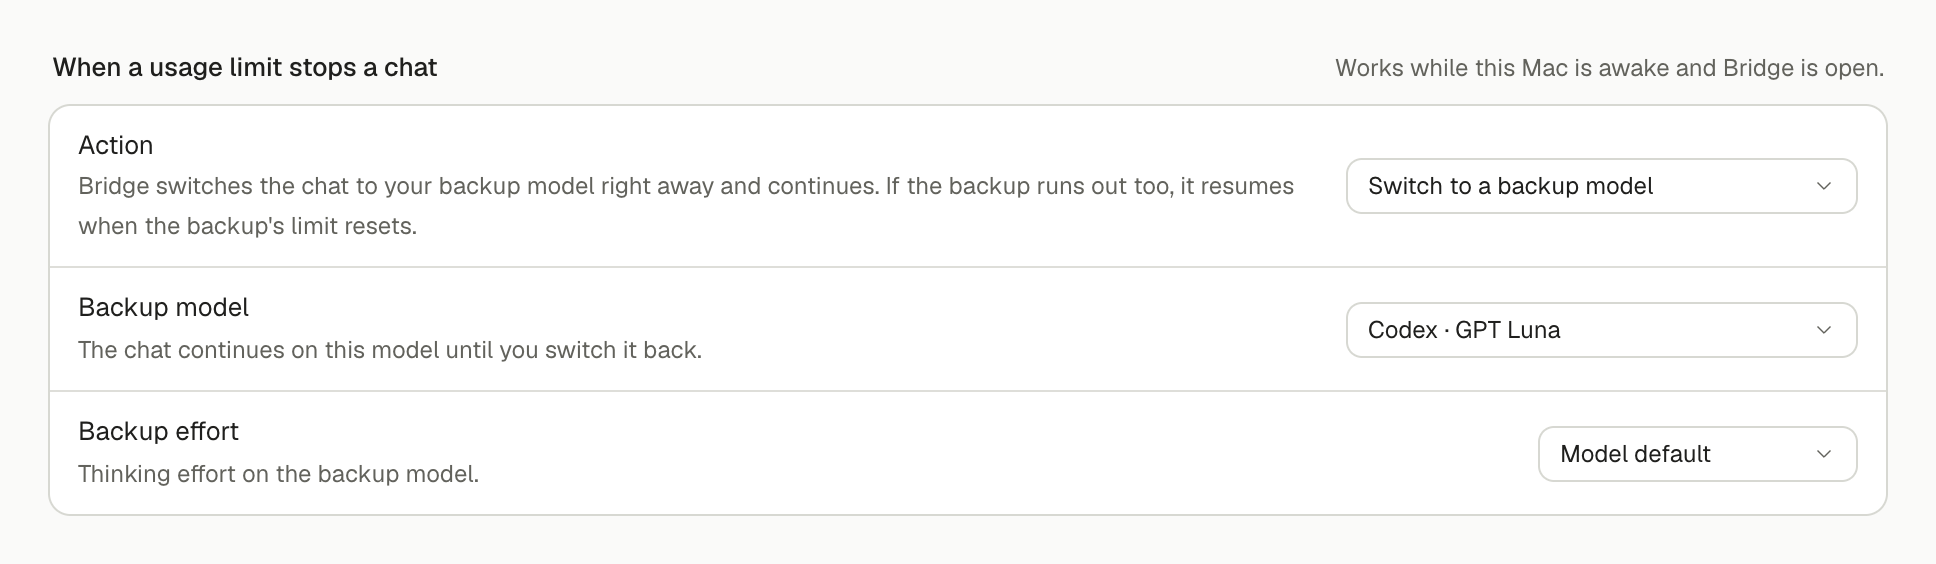 When a usage limit stops a chat
Works while this Mac is awake and Bridge is open.
Action
Bridge switches the chat to your backup model right away and continues. If the backup runs out too, it resumes
when the backup's limit resets.
Switch to a backup model
Backup model
The chat continues on this model until you switch it back.
Codex · GPT Luna
Backup effort
Thinking effort on the backup model.
Model default